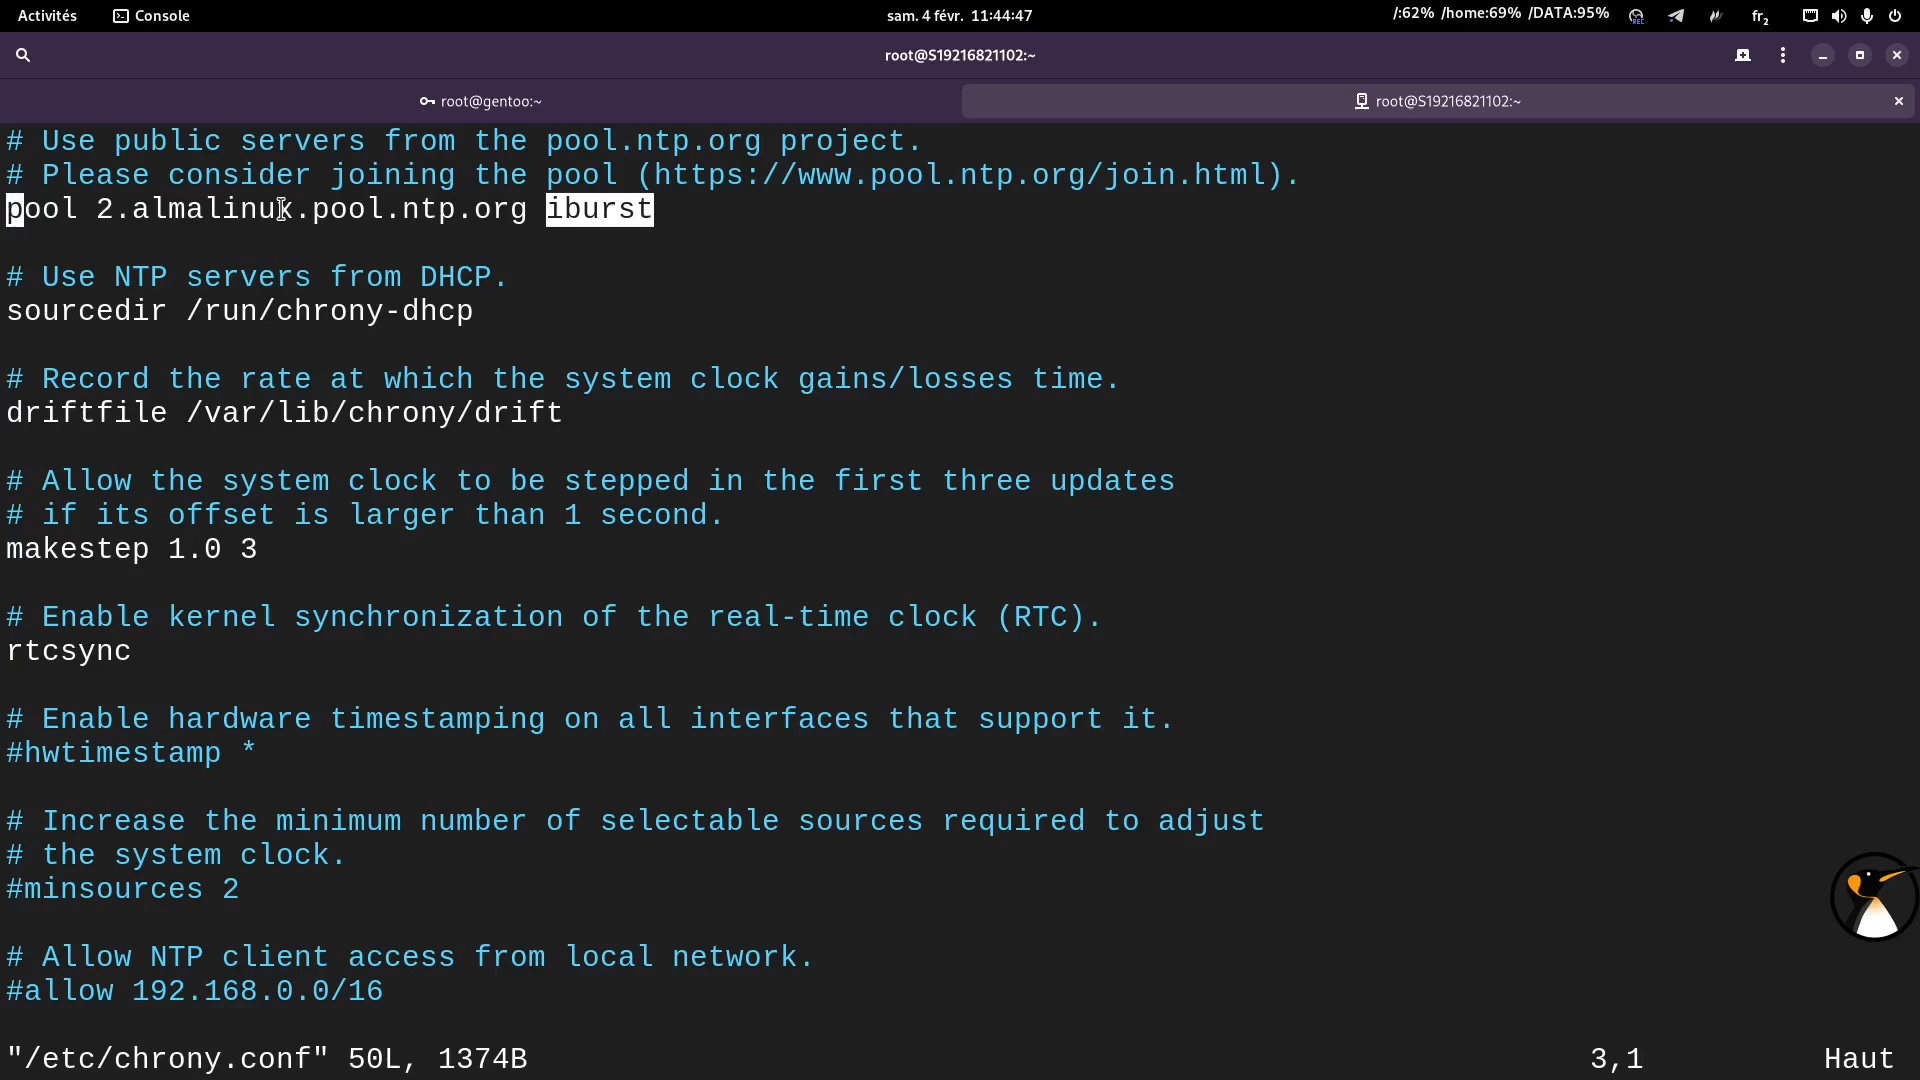 Activités Console sam. 4 févr. 11:44:47 /:62% /home:69% /DATA:95% REC fr₂
root@S19216821102:~
root@gentoo:~ root@S19216821102:~
# Use public servers from the pool.ntp.org project.
# Please consider joining the pool (https://www.pool.ntp.org/join.html).
pool 2.almalinux.pool.ntp.org iburst
# Use NTP servers from DHCP.
sourcedir /run/chrony-dhcp
# Record the rate at which the system clock gains/losses time.
driftfile /var/lib/chrony/drift
# Allow the system clock to be stepped in the first three updates
# if its offset is larger than 1 second.
makestep 1.0 3
# Enable kernel synchronization of the real-time clock (RTC).
rtcsync
# Enable hardware timestamping on all interfaces that support it.
#hwtimestamp *
# Increase the minimum number of selectable sources required to adjust
# the system clock.
#minsources 2
# Allow NTP client access from local network.
#allow 192.168.0.0/16
"/etc/chrony.conf" 50L, 1374B 3,1 Haut